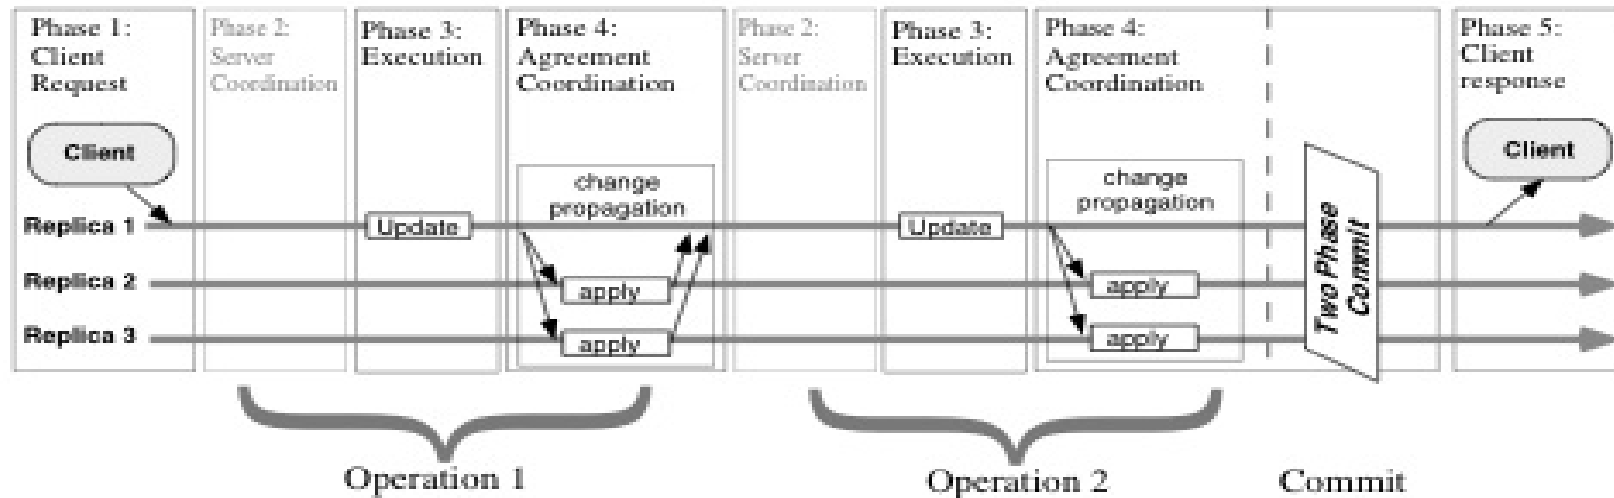 Phase 1:
Client
Request
Phase 2:
Server
Coordination
Phase 3:
Execution
Phase 4:
Agreement
Coordination
Phase 2:
Server
Coordination
Phase 3:
Execution
Phase 4:
Agreement
Coordination
Phase 5:
Client
response
Client
Client
change
propagation
change
propagation
Replica 1
Update
Update
Replica 2
apply
apply
Replica 3
apply
apply
Two Phase
Commit
Operation 1
Operation 2
Commit